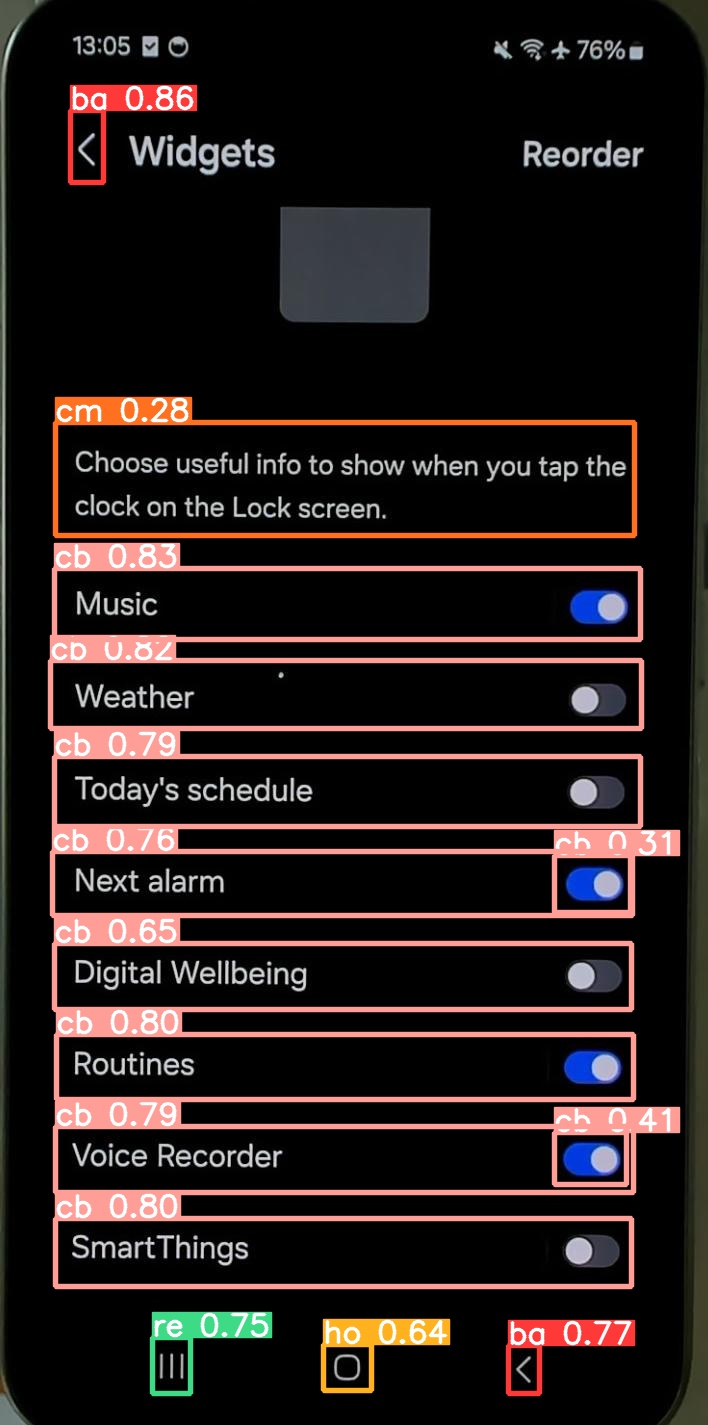 13:05
76%
ba 0.86
Widgets
Reorder
cm 0.28
Choose useful info to show when you tap the
clock on the Lock screen.
cb 0.83
Music
cb 0.82
Weather
cb 0.79
Today's schedule
cb 0.76
cb 0.31
Next alarm
cb 0.65
Digital Wellbeing
cb 0.80
Routines
cb 0.79
cb 0.41
Voice Recorder
cb 0.80
SmartThings
re 0.75
ho 0.64
ba 0.77